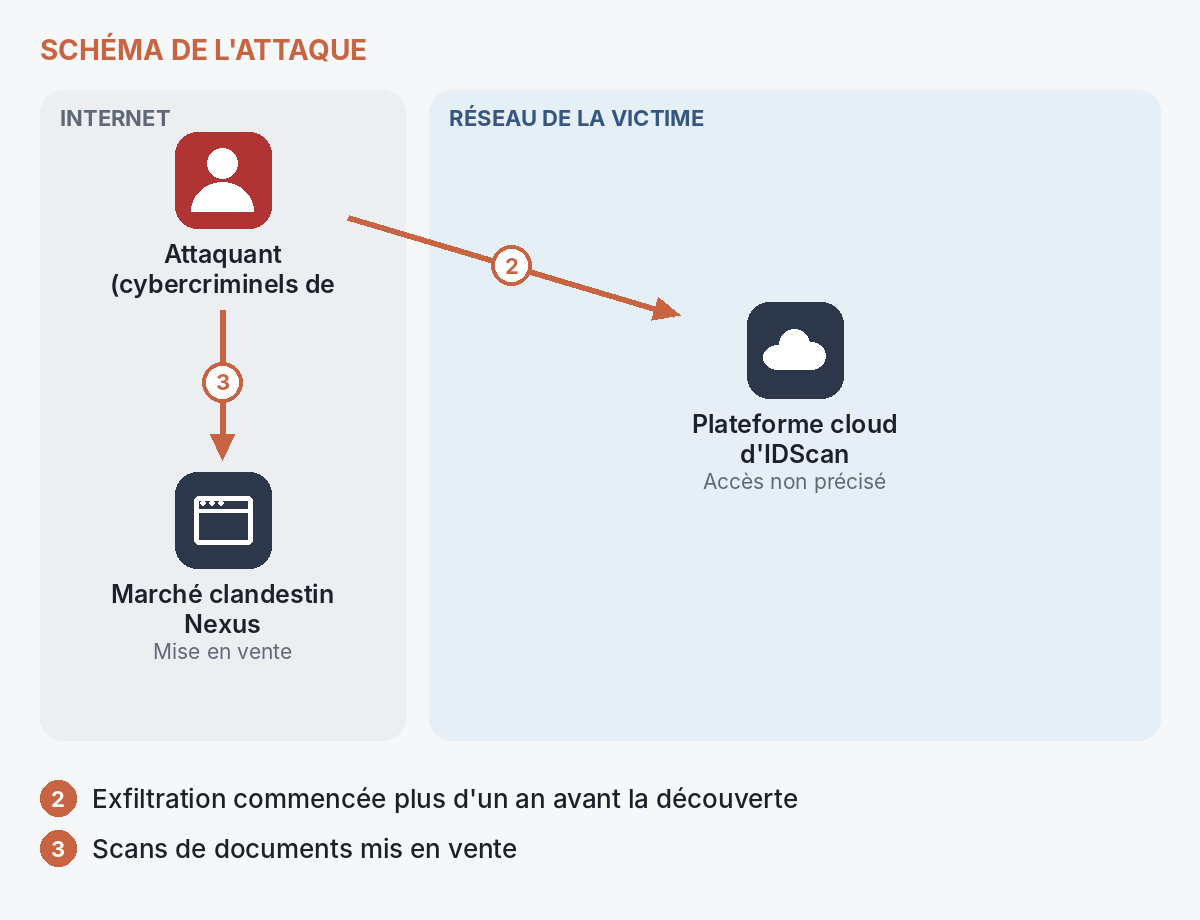 SCHÉMA DE L'ATTAQUE
INTERNET
RÉSEAU DE LA VICTIME
Attaquant
(cybercriminels de
2
3
Plateforme cloud
d'IDScan
Accès non précisé
Marché clandestin
Nexus
Mise en vente
2 Exfiltration commencée plus d'un an avant la découverte
3 Scans de documents mis en vente